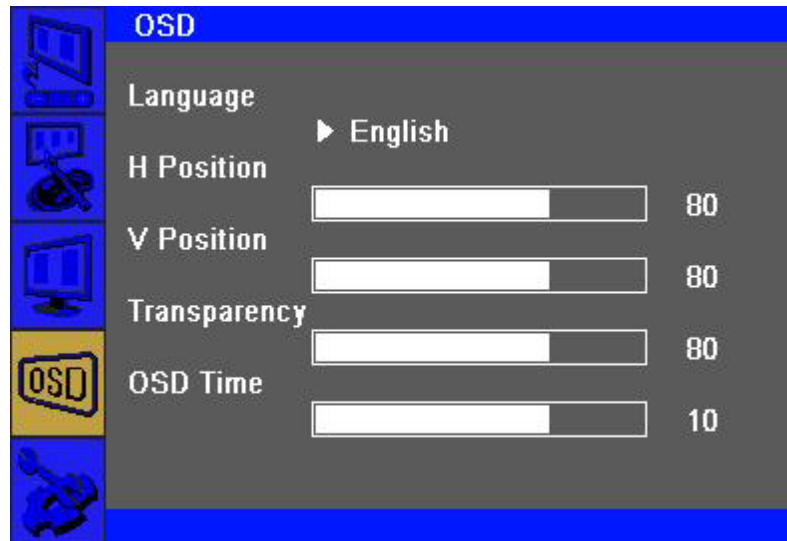 OSD
Language
English
H Position
80
V Position
80
Transparency
80
OSD
OSD Time
10